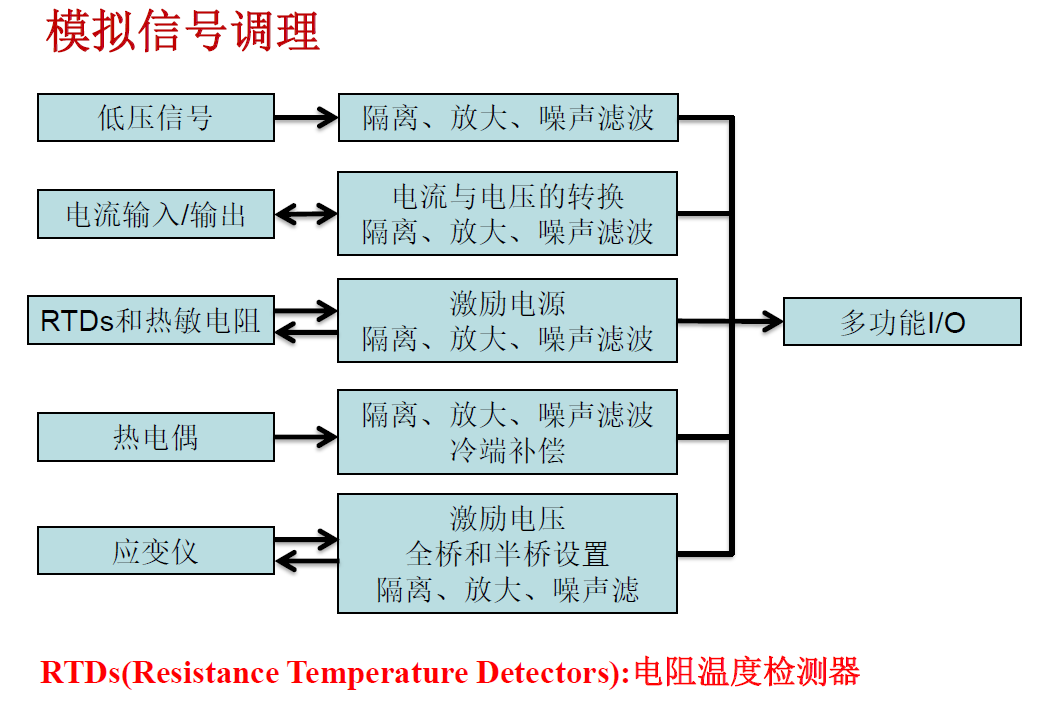 模拟信号调理
低压信号
隔离、放大、噪声滤波
电流输入/输出
电流与电压的转换
隔离、放大、噪声滤波
RTDs和热敏电阻
激励电源
隔离、放大、噪声滤波
多功能I/O
热电偶
隔离、放大、噪声滤波
冷端补偿
应变仪
激励电压
全桥和半桥设置
隔离、放大、噪声滤
RTDs(Resistance Temperature Detectors):电阻温度检测器